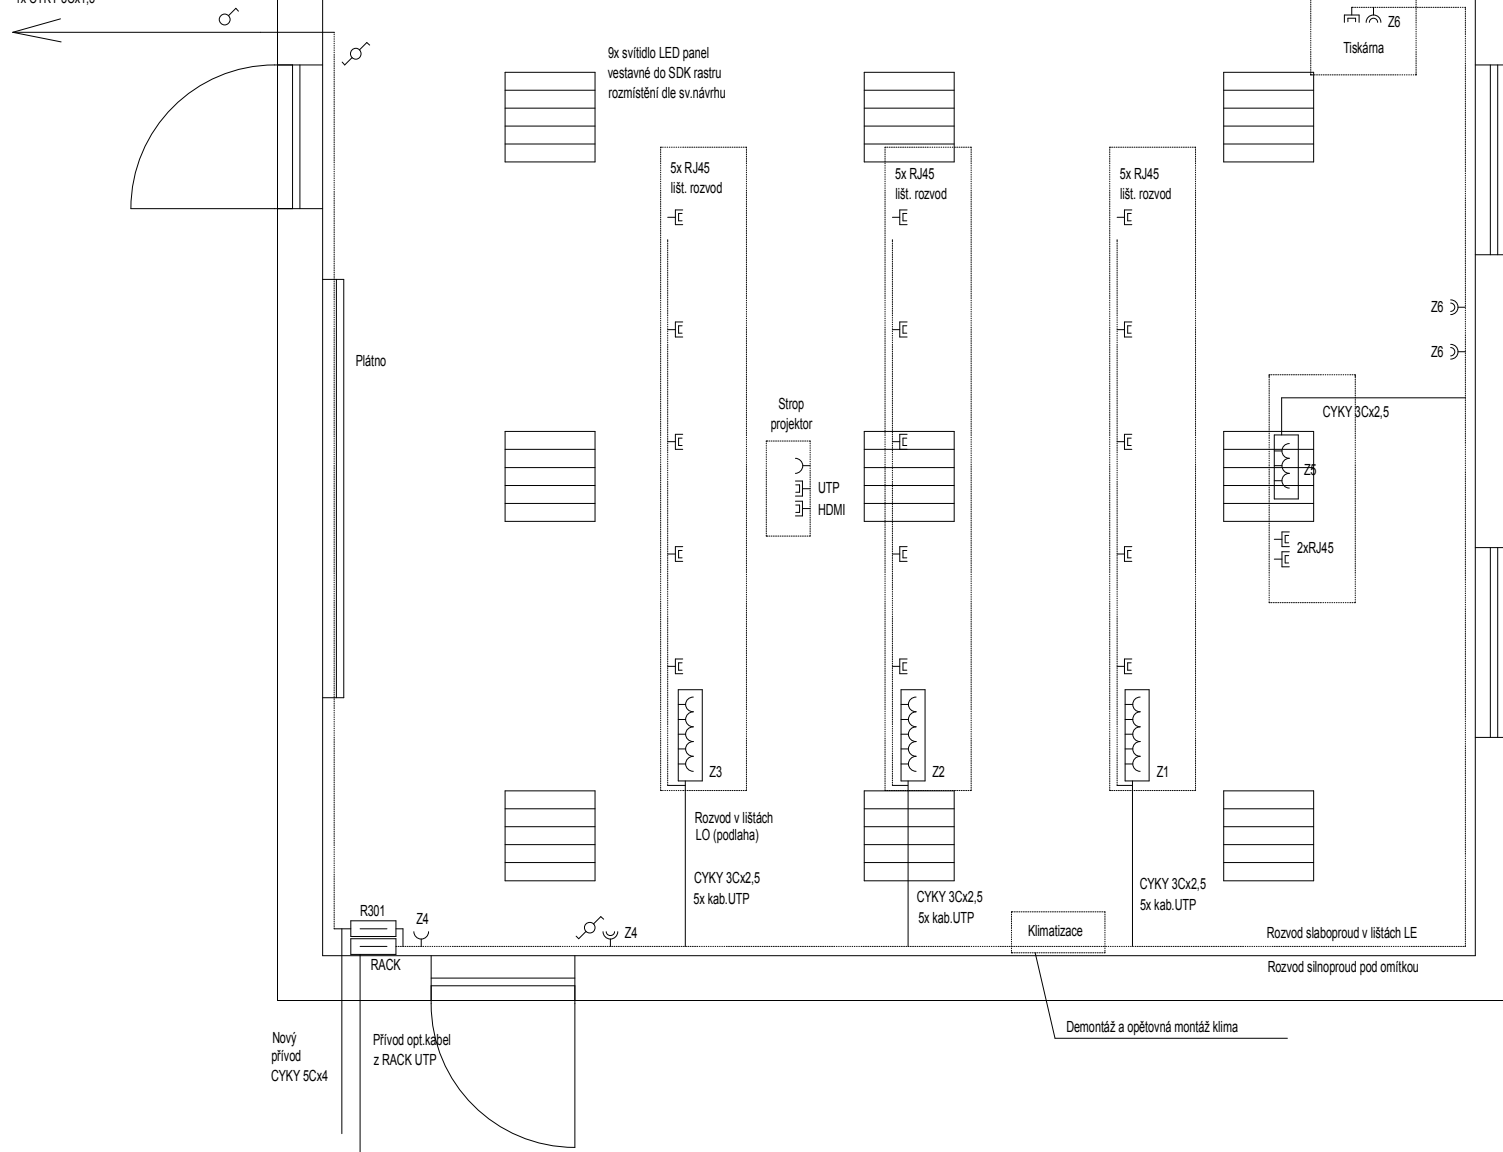 Z6
Tiskárna
9x svítidlo LED panel
vestavné do SDK rastru
rozmístění dle sv.návrhu
5x RJ45
lišt. rozvod
5x RJ45
lišt. rozvod
5x RJ45
lišt. rozvod
Z6
Z6
Plátno
Strop
projektor
UTP
HDMI
CYKY 3Cx2,5
Z5
2xRJ45
Z3
Z2
Z1
Rozvod v lištách
LO (podlaha)
CYKY 3Cx2,5
5x kab.UTP
CYKY 3Cx2,5
5x kab.UTP
CYKY 3Cx2,5
5x kab.UTP
R301
Z4
Z4
RACK
Klimatizace
Rozvod slaboproud v lištách LE
Rozvod silnoproud pod omítkou
Demontáž a opětovná montáž klima
Nový
přívod
CYKY 5Cx4
Přívod opt.kabel
z RACK UTP